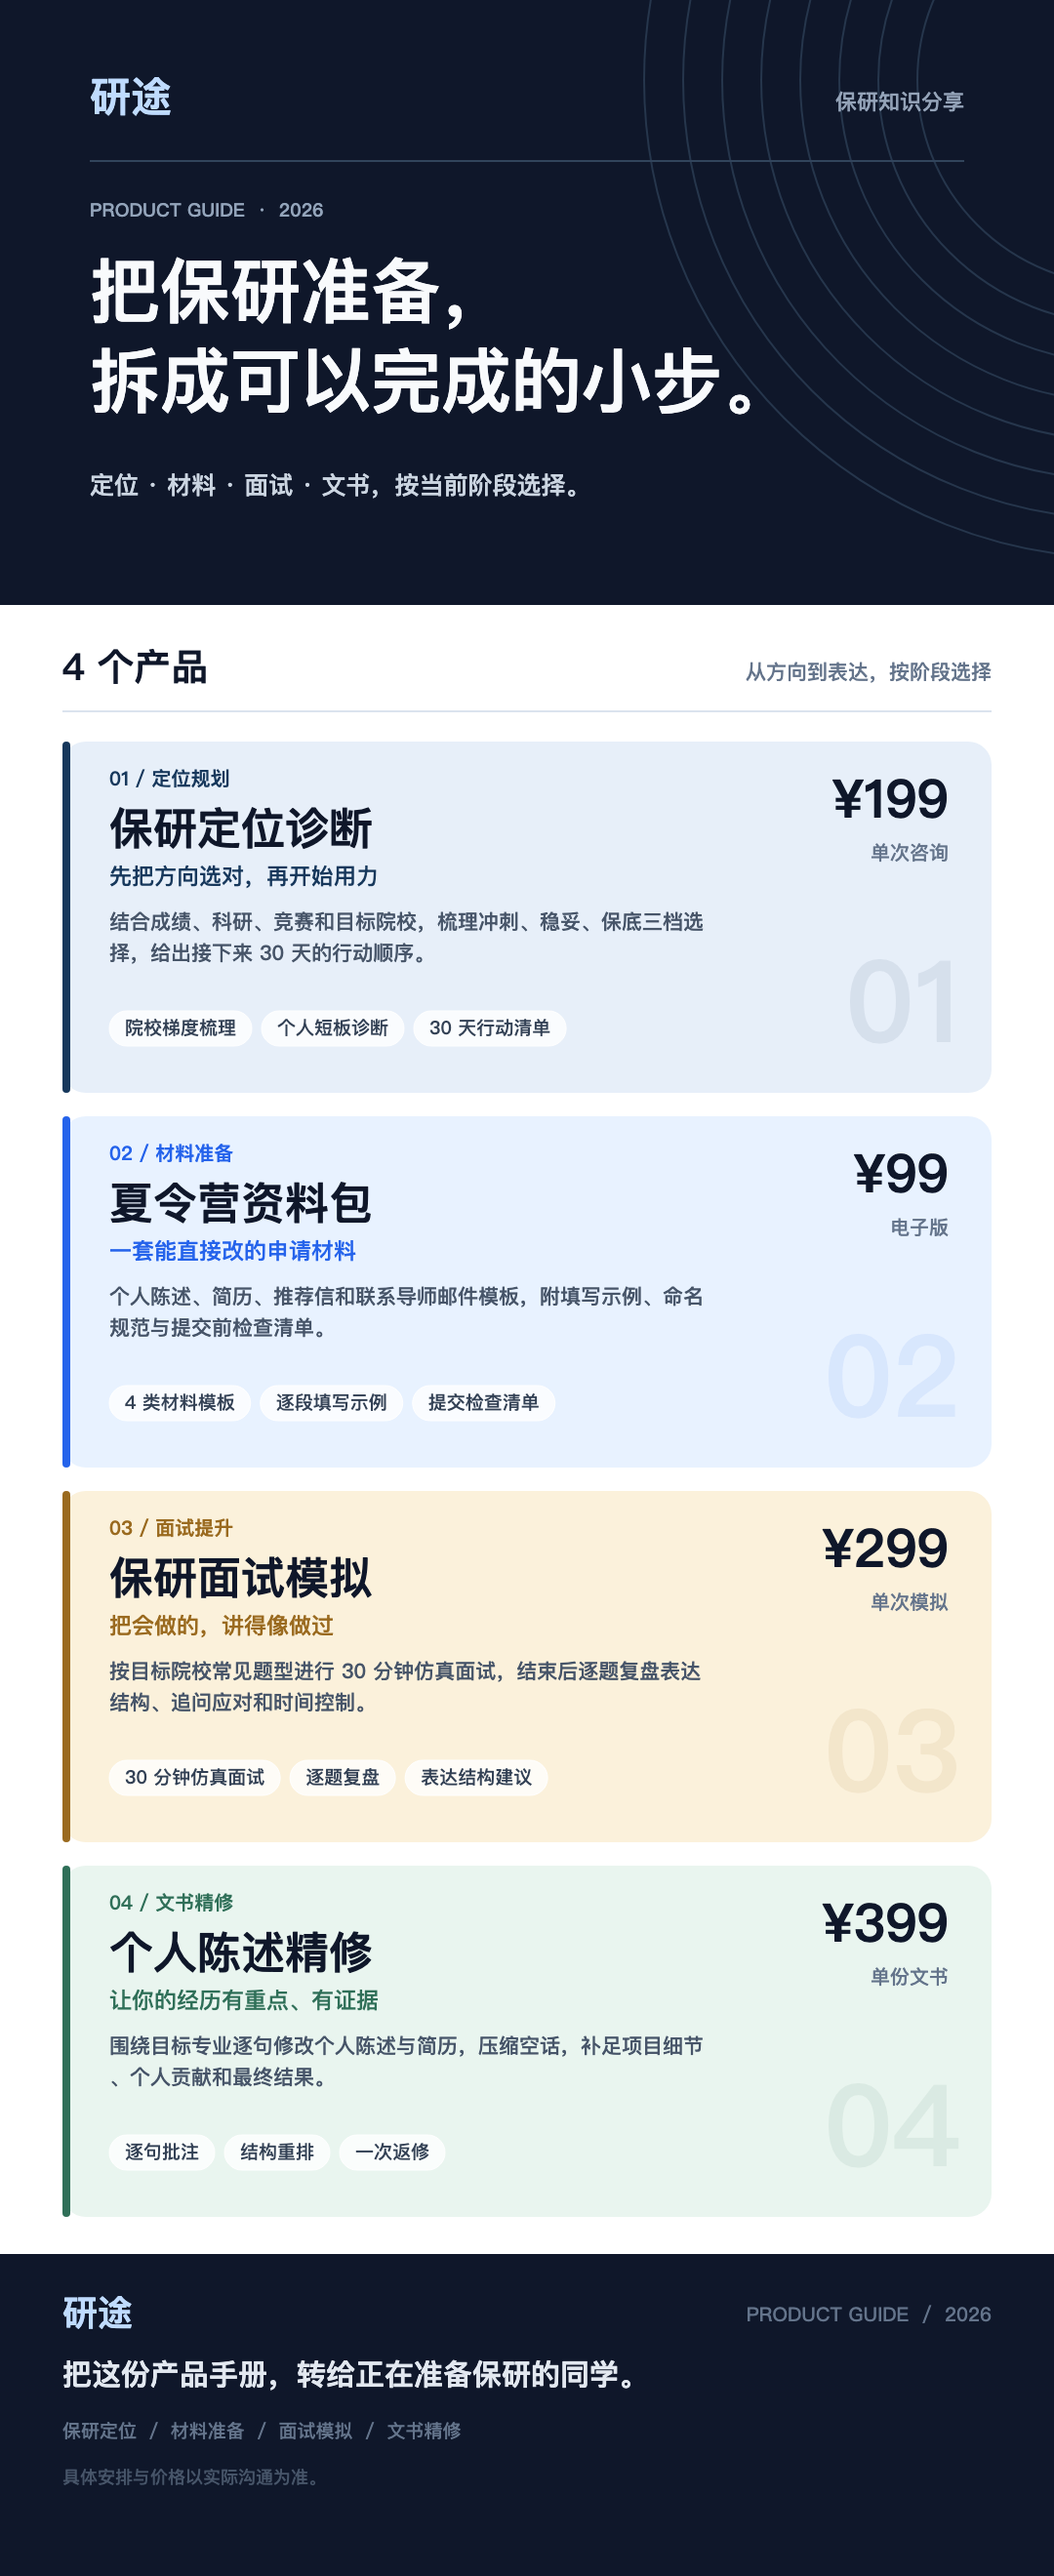 研途
保研知识分享
PRODUCT GUIDE · 2026
把保研准备，
拆成可以完成的小步。
定位 · 材料 · 面试 · 文书，按当前阶段选择。
4 个产品
从方向到表达，按阶段选择
01 / 定位规划
保研定位诊断
先把方向选对，再开始用力
结合成绩、科研、竞赛和目标院校，梳理冲刺、稳妥、保底三档选
择，给出接下来 30 天的行动顺序。
院校梯度梳理
个人短板诊断
30 天行动清单
¥199
单次咨询
01
02 / 材料准备
夏令营资料包
一套能直接改的申请材料
个人陈述、简历、推荐信和联系导师邮件模板，附填写示例、命名
规范与提交前检查清单。
4 类材料模板
逐段填写示例
提交检查清单
¥99
电子版
02
03 / 面试提升
保研面试模拟
把会做的，讲得像做过
按目标院校常见题型进行 30 分钟仿真面试，结束后逐题复盘表达
结构、追问应对和时间控制。
30 分钟仿真面试
逐题复盘
表达结构建议
¥299
单次模拟
03
04 / 文书精修
个人陈述精修
让你的经历有重点、有证据
围绕目标专业逐句修改个人陈述与简历，压缩空话，补足项目细节
、个人贡献和最终结果。
逐句批注
结构重排
一次返修
¥399
单份文书
04
研途
PRODUCT GUIDE / 2026
把这份产品手册，转给正在准备保研的同学。
保研定位 / 材料准备 / 面试模拟 / 文书精修
具体安排与价格以实际沟通为准。